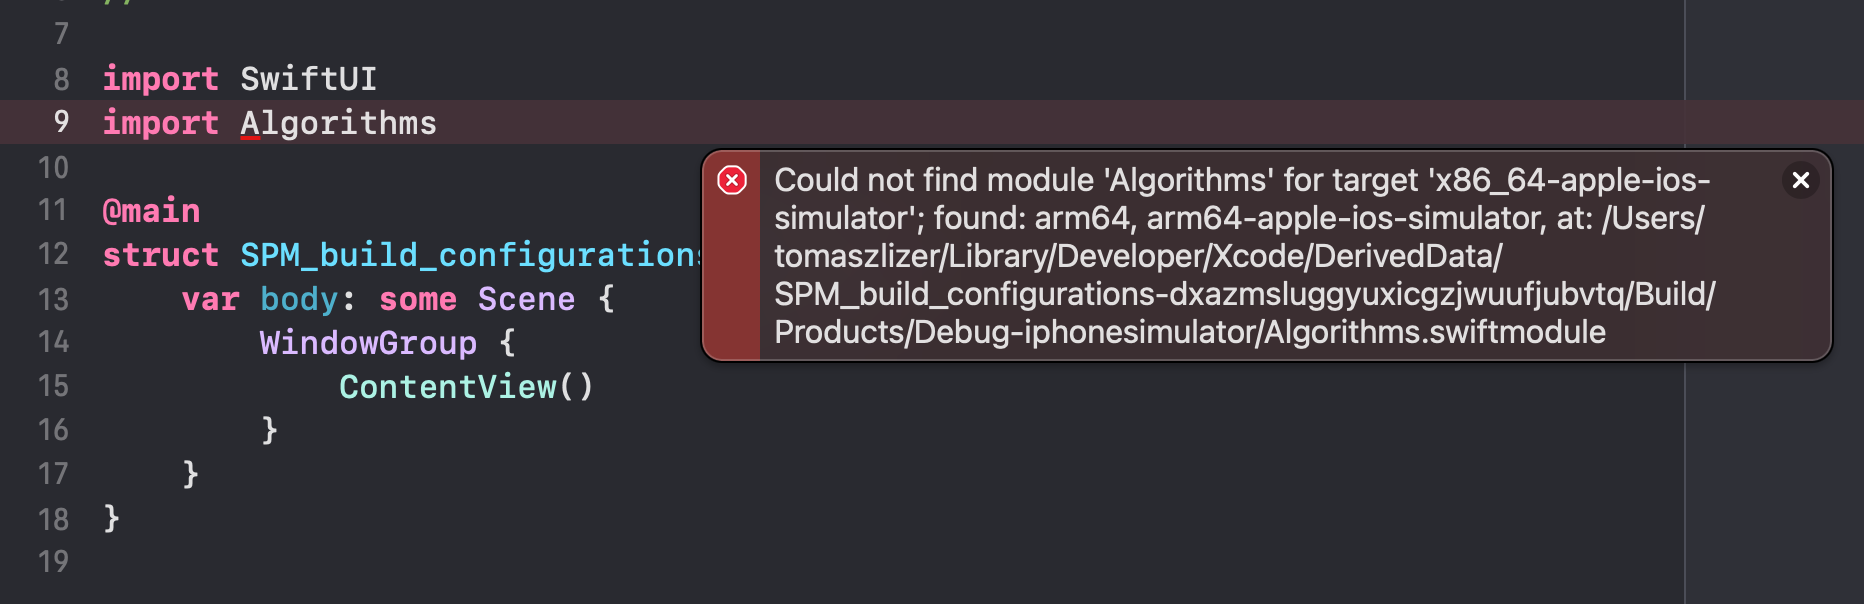 7
8 import SwiftUI
9 import Algorithms
10
11 @main
12 struct SPM_build_configurations
13 var body: some Scene {
14 WindowGroup {
15 ContentView()
16 }
17 }
18 }
19
Could not find module 'Algorithms' for target 'x86_64-apple-ios-
simulator'; found: arm64, arm64-apple-ios-simulator, at: /Users/
tomaszlizer/Library/Developer/Xcode/DerivedData/
SPM_build_configurations-dxazmsluggyuxicgzjwuufjubvtq/Build/
Products/Debug-iphonesimulator/Algorithms.swiftmodule